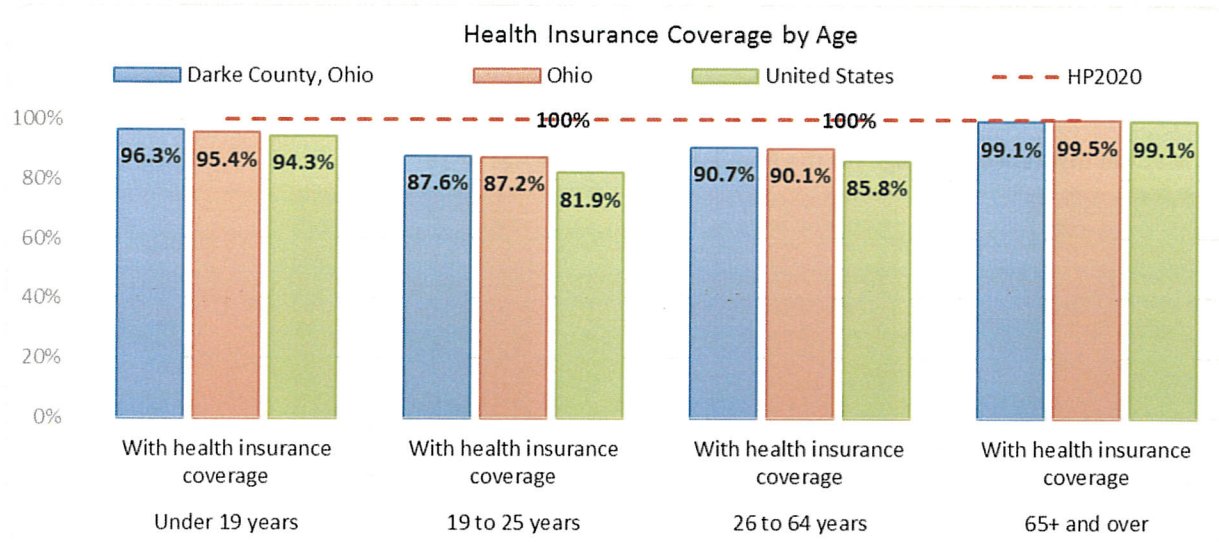 Health Insurance Coverage by Age
Darke County, Ohio Ohio United States HP2020
100% 100% 100%
96.3% 95.4% 94.3% 87.6% 87.2% 81.9% 90.7% 90.1% 85.8% 99.1% 99.5% 99.1%
80%
60%
40%
20%
0%
With health insurance coverage
With health insurance coverage
With health insurance coverage
With health insurance coverage
Under 19 years 19 to 25 years 26 to 64 years 65+ and over